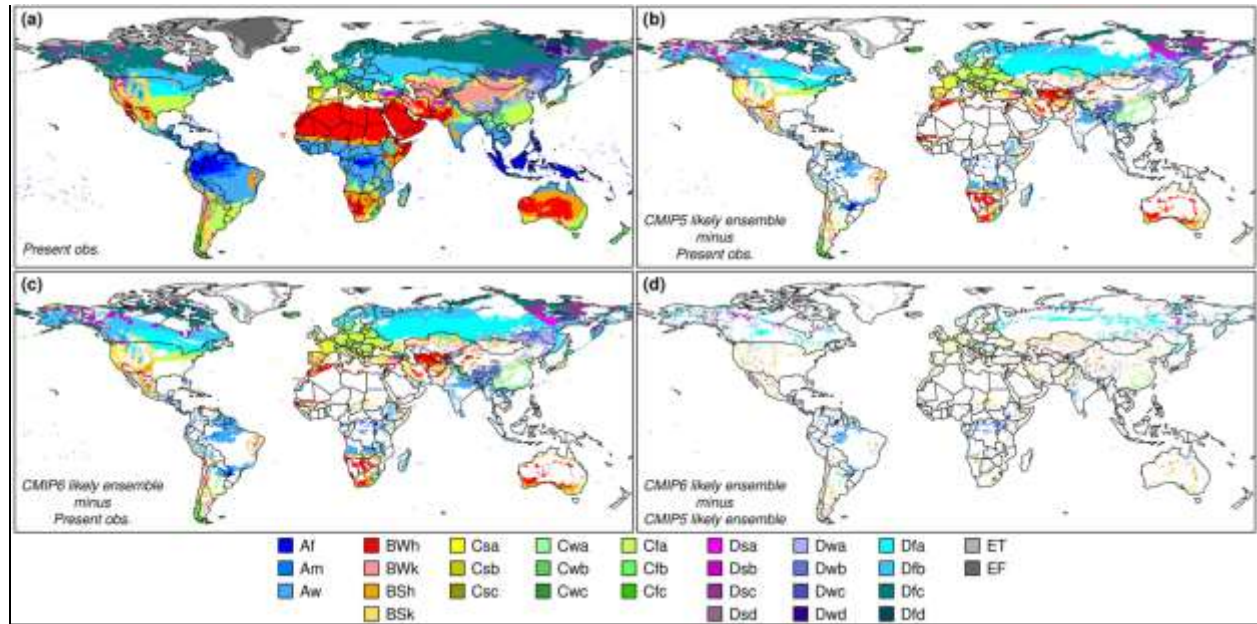 (a)
(b)
Present obs.
CMIP5 likely ensemble
minus
Present obs.
(c)
(d)
CMIP6 likely ensemble
minus
Present obs.
CMIP6 likely ensemble
minus
CMIP5 likely ensemble
Af BWh Csa Cwa Cfa Dsa Dwa Dfa ET
Am BWk Csb Cwb Cfb Dsb Dwb Dfb EF
Aw BSh Csc Cwc Cfc Dsc Dwc Dfc
BSk Dsd Dwd Dfd